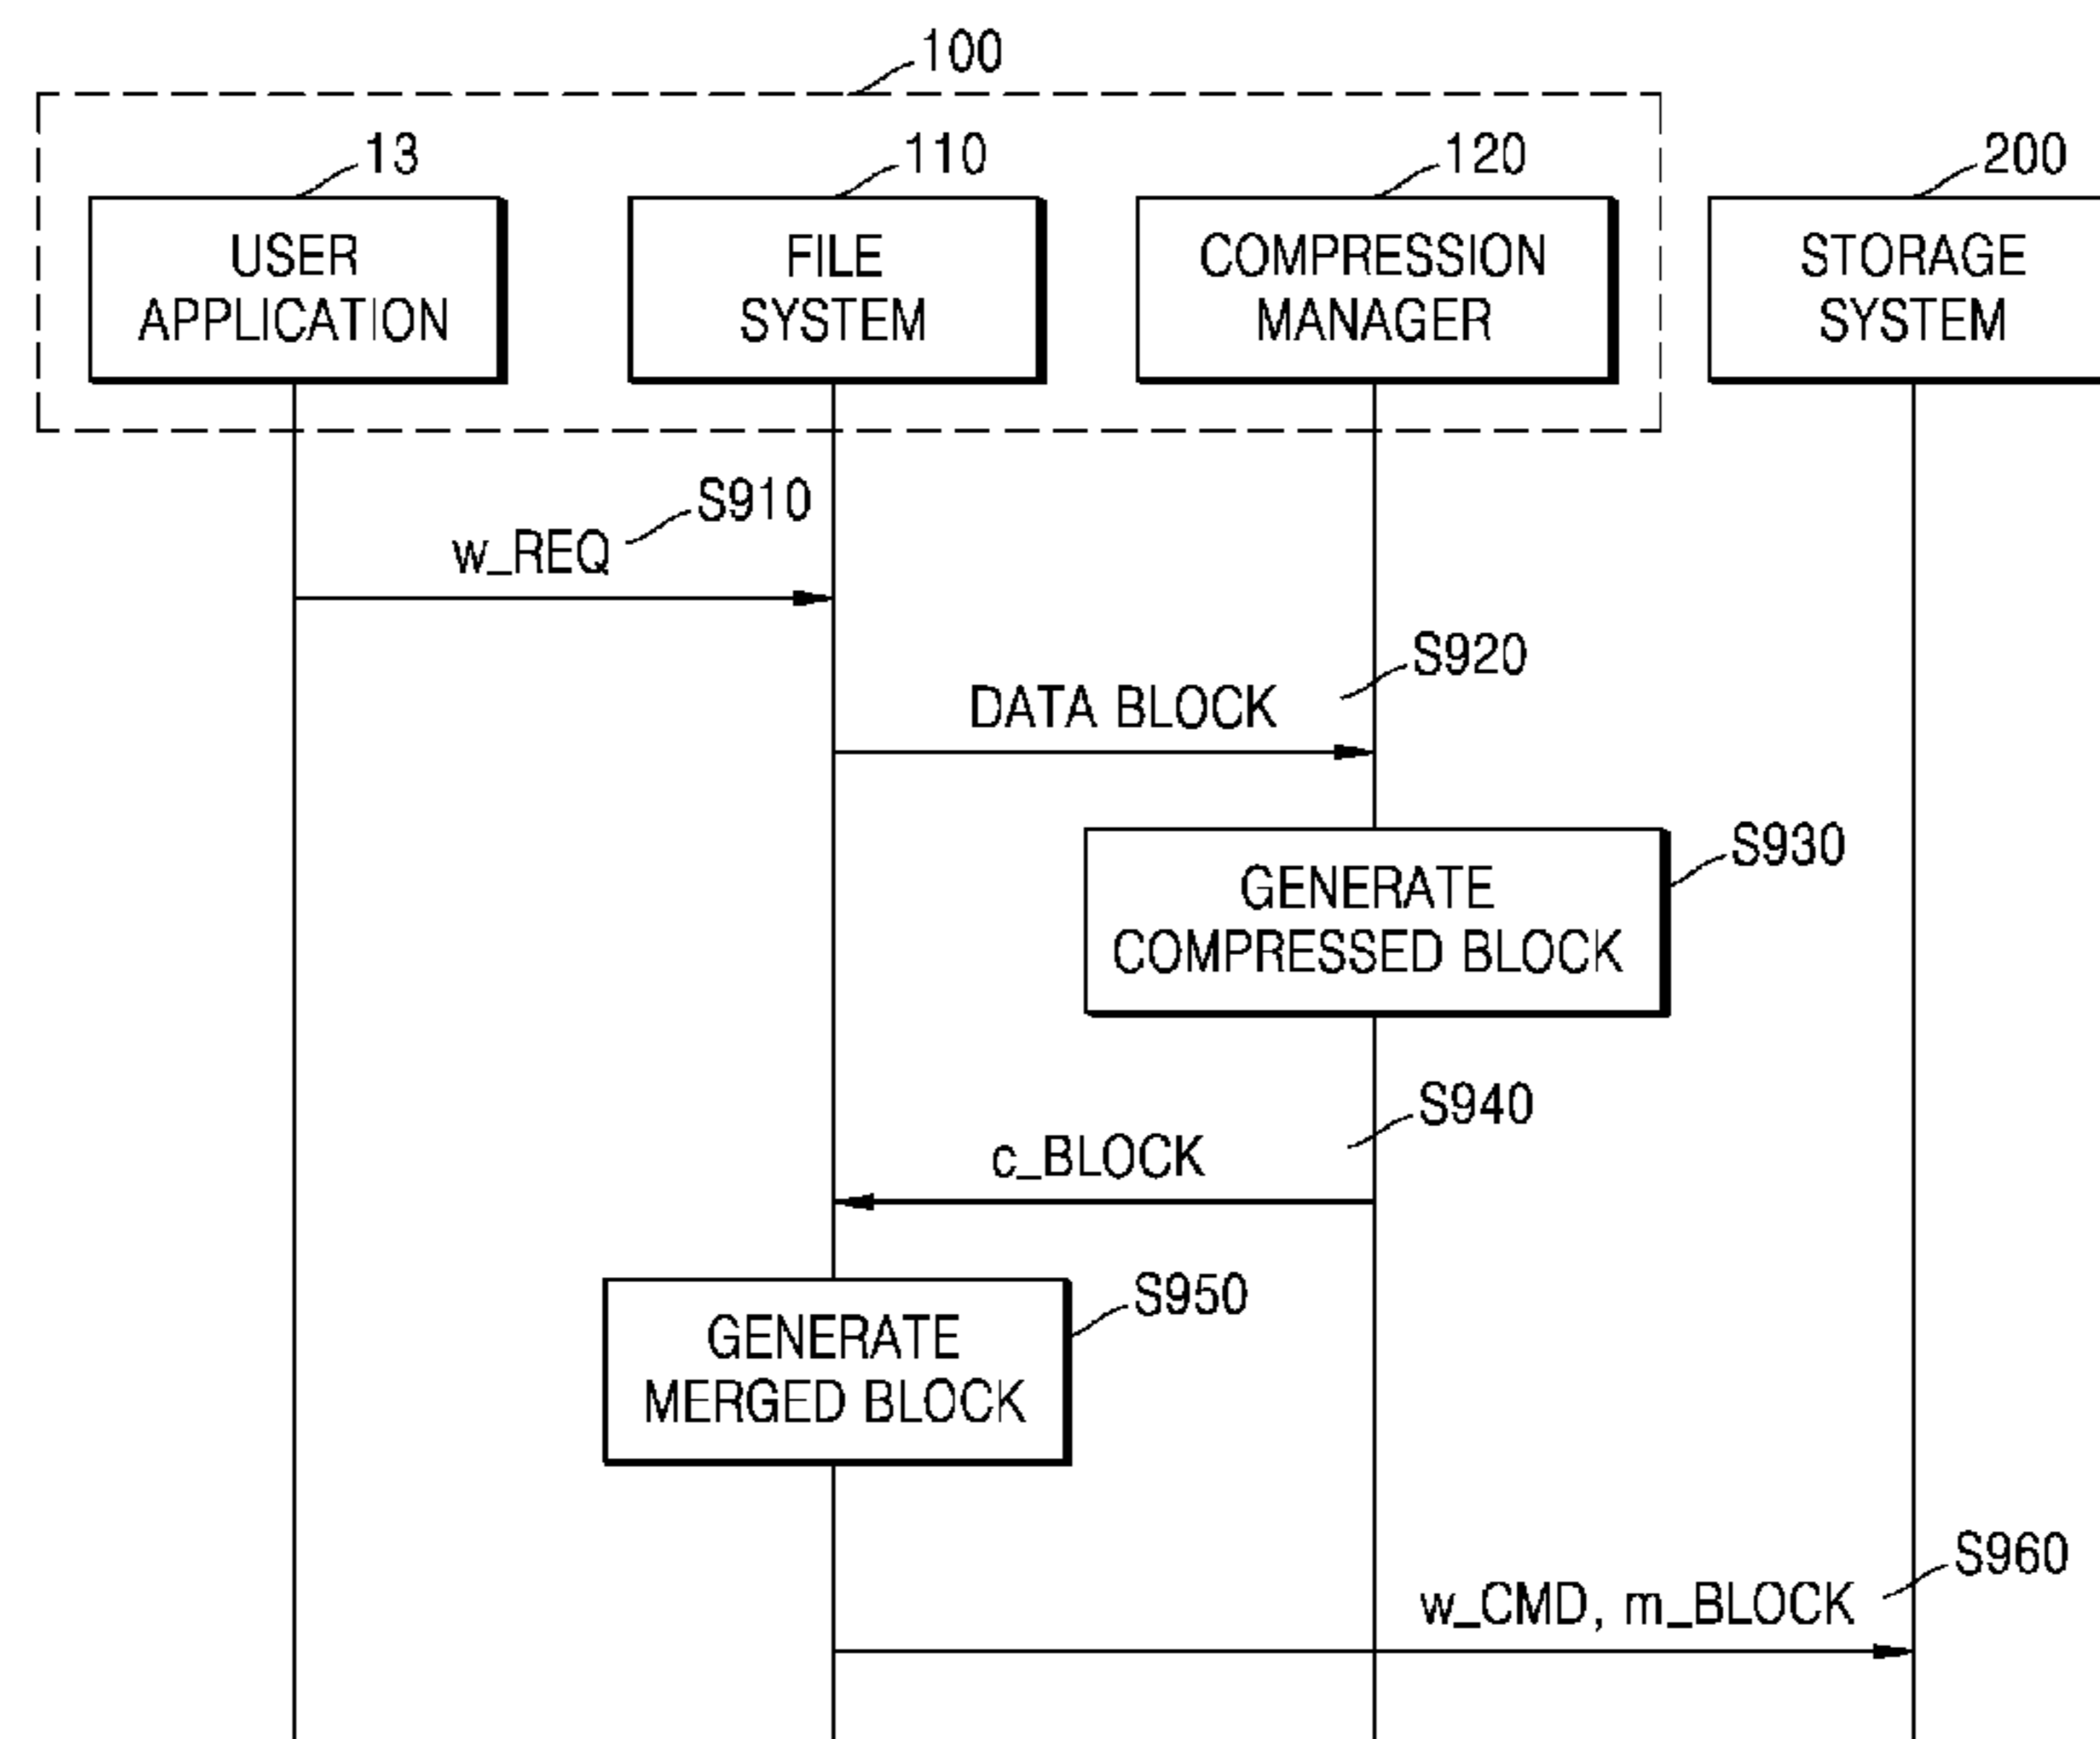 100
13
110
120
200
USER
APPLICATION
FILE
SYSTEM
COMPRESSION
MANAGER
STORAGE
SYSTEM
S910
w_REQ
S920
DATA BLOCK
S930
GENERATE
COMPRESSED BLOCK
S940
c_BLOCK
S950
GENERATE
MERGED BLOCK
S960
w_CMD, m_BLOCK